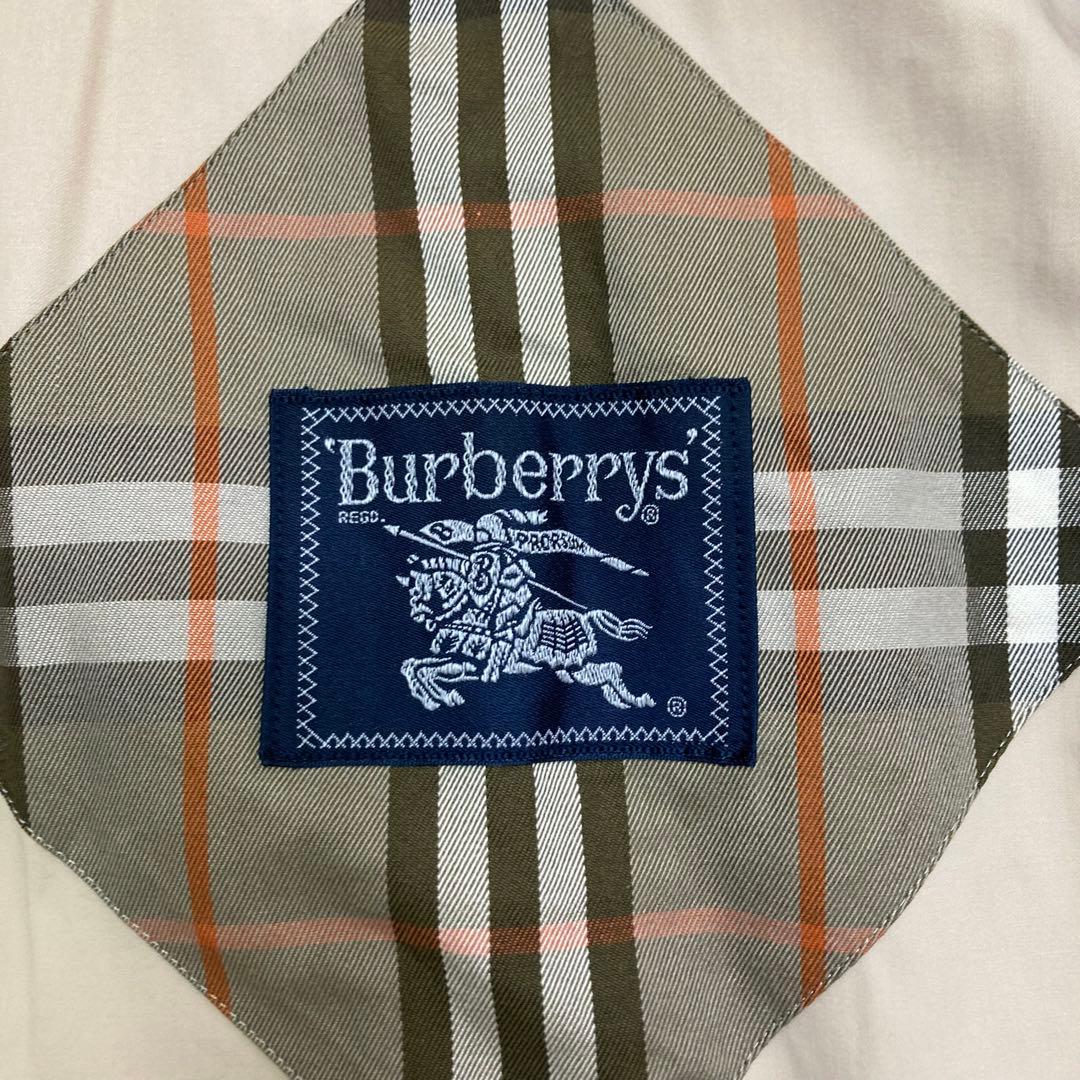 'Burberrys'
REGD. ®
B PRORSUM
B
®